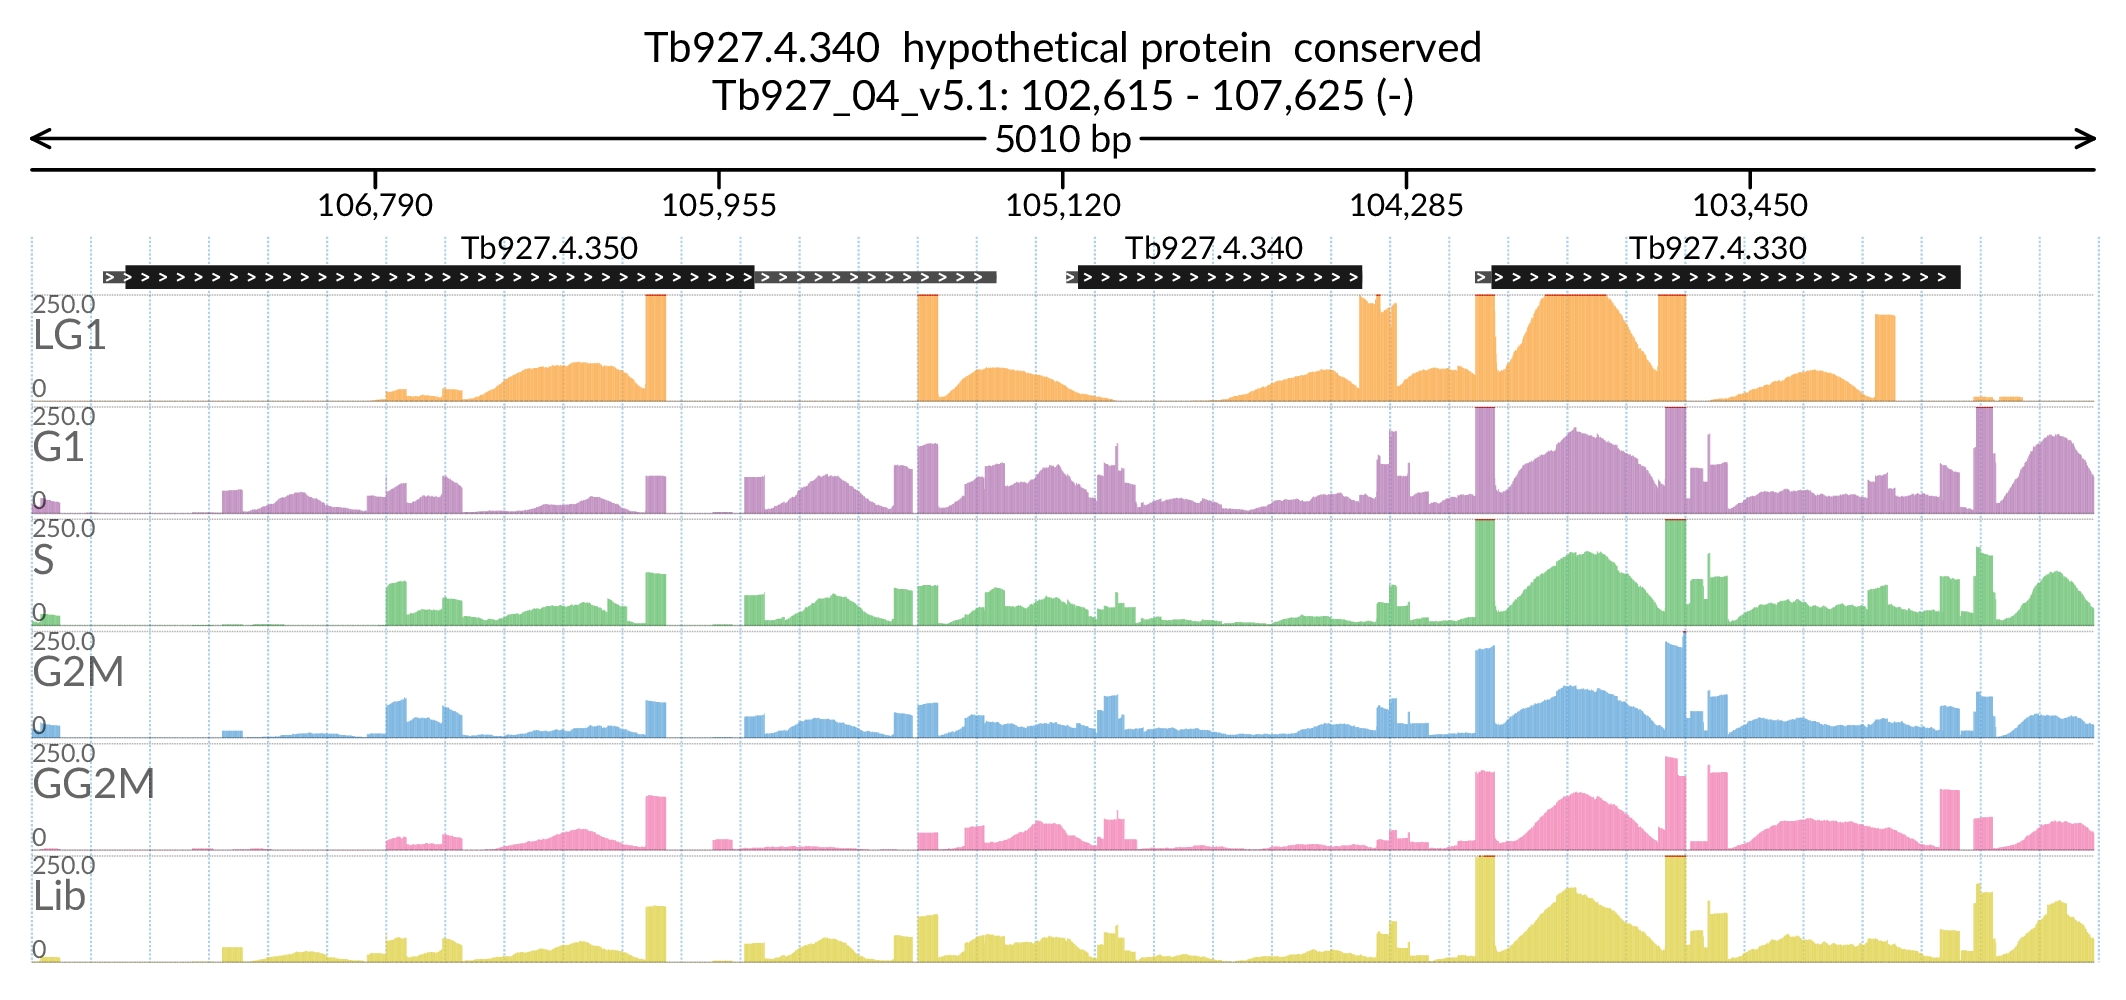 Tb927.4.340 hypothetical protein conserved
Tb927_04_v5.1: 102,615 - 107,625 (-)
5010 bp
106,790 105,955 105,120 104,285 103,450
Tb927.4.350 Tb927.4.340 Tb927.4.330
250.0
LG1
0
250.0
G1
0
250.0
S
0
250.0
G2M
0
250.0
GG2M
0
250.0
Lib
0